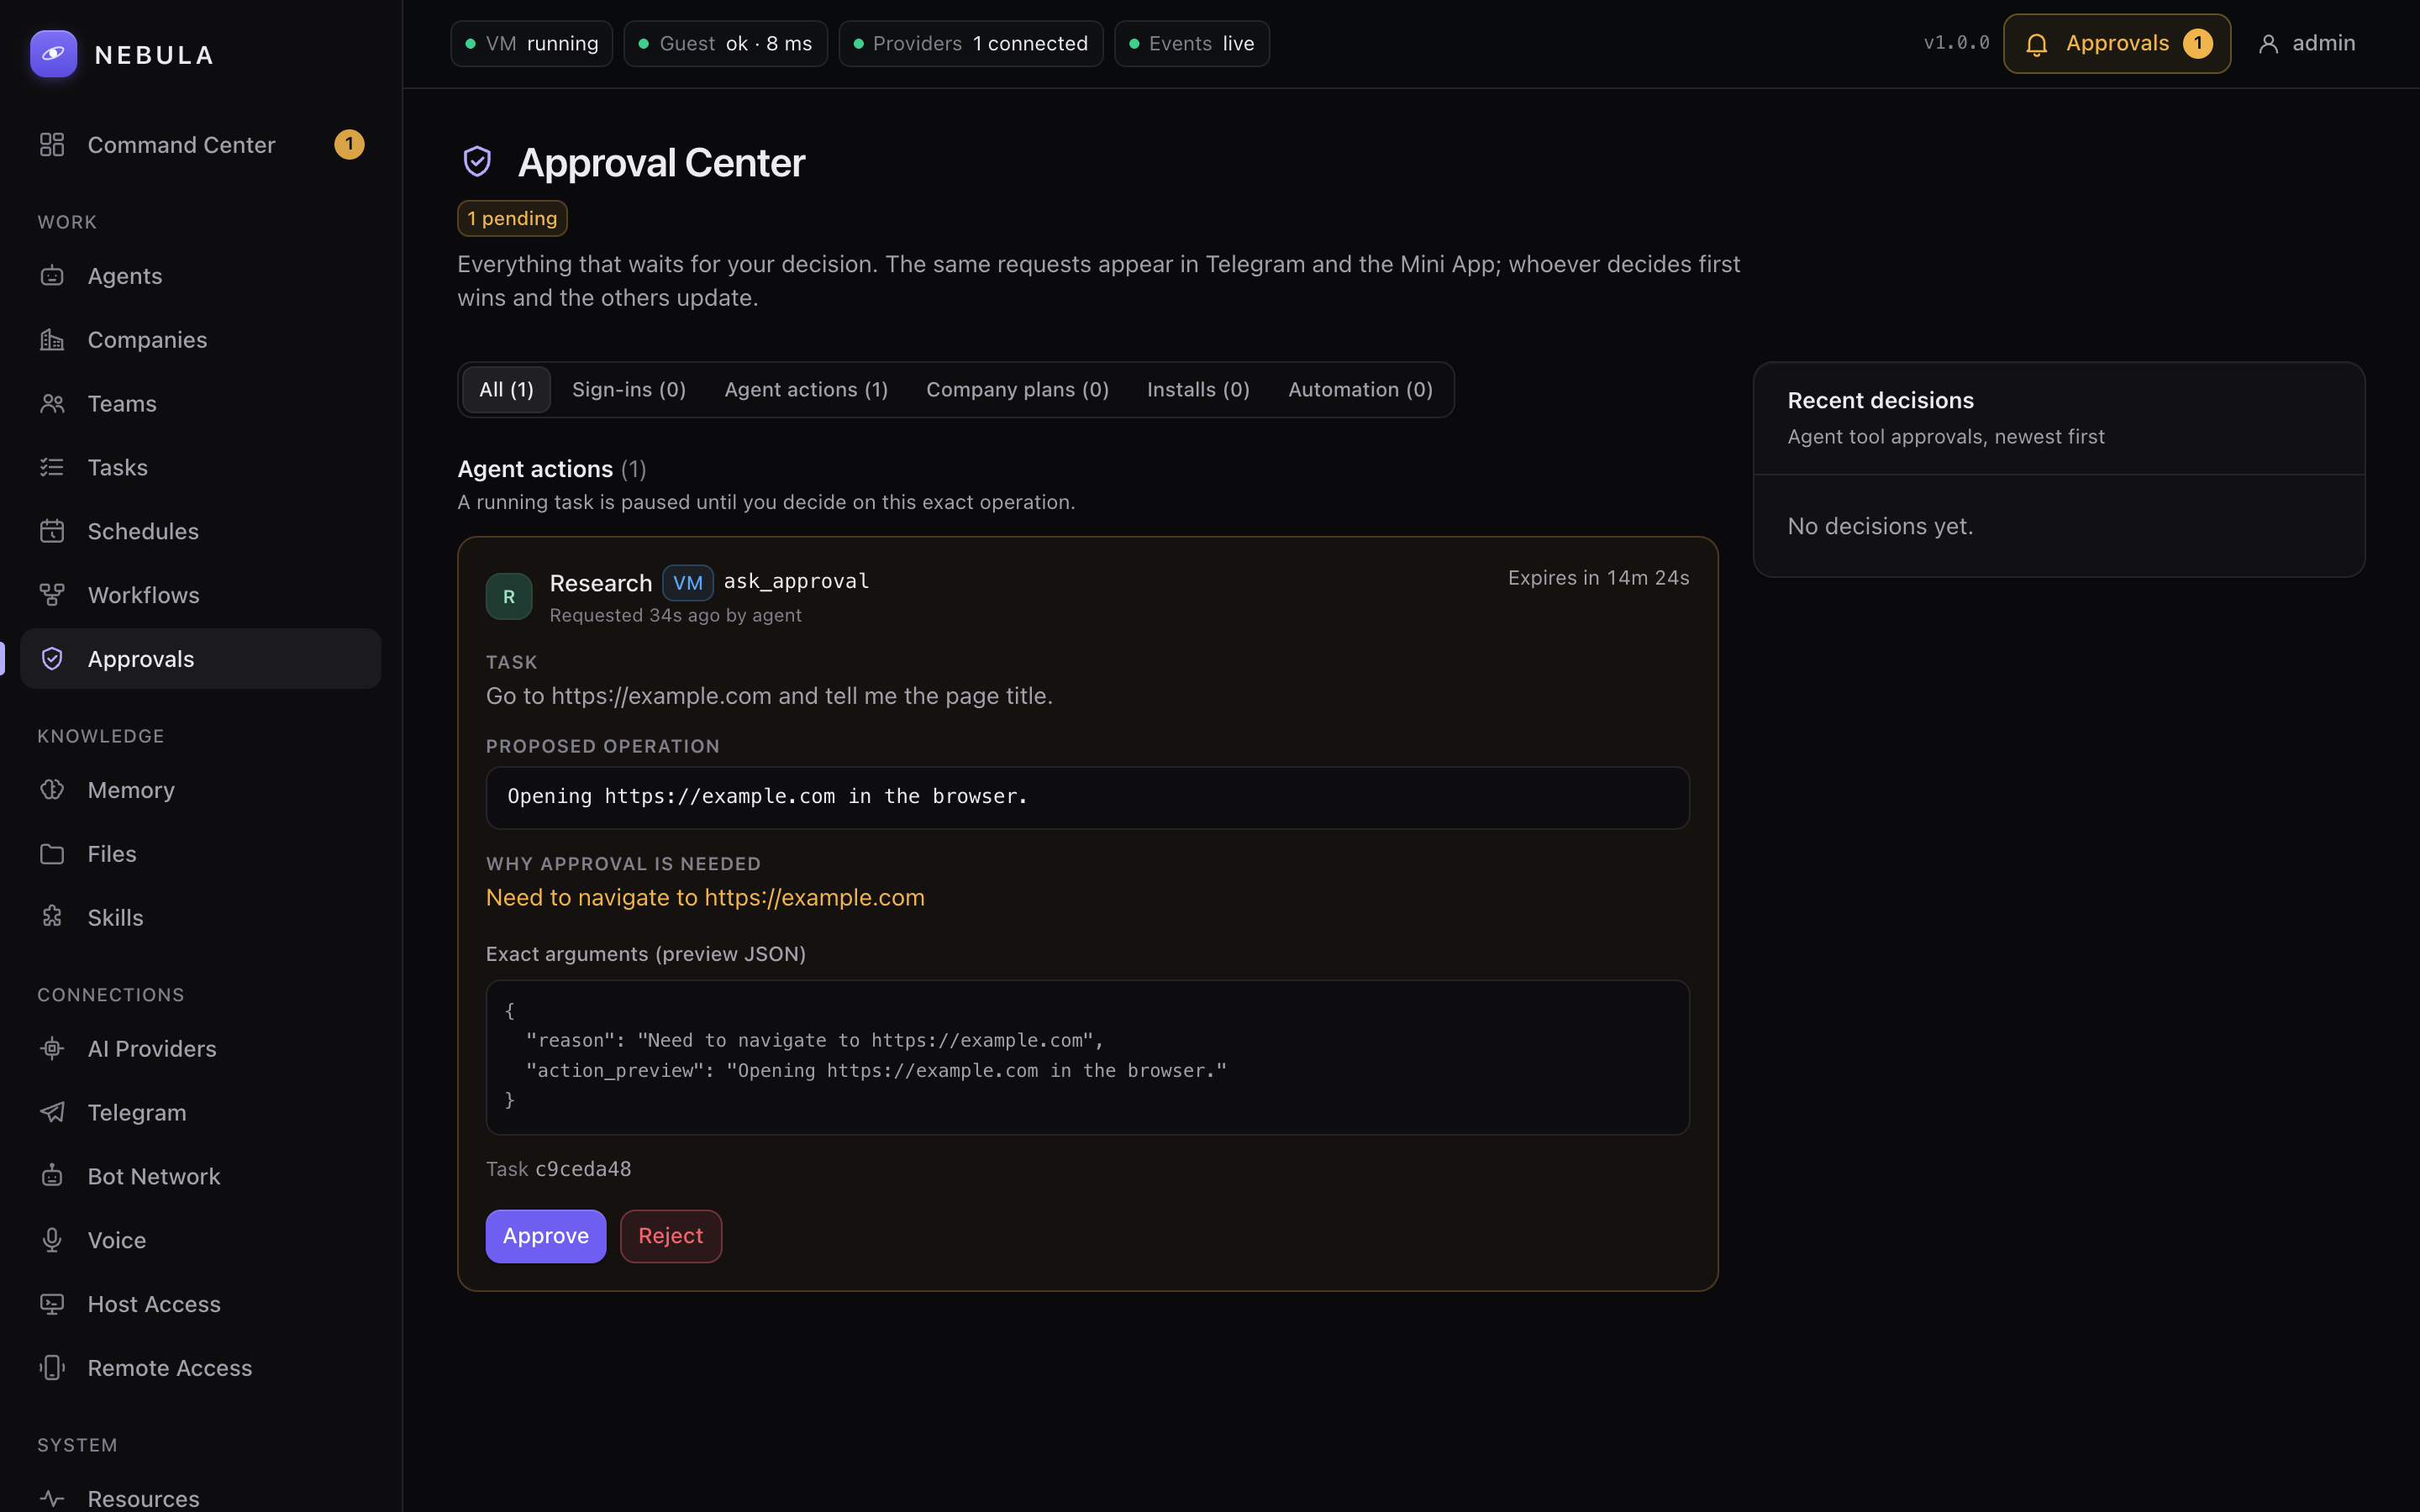 NEBULA
Command Center 1
WORK
Agents
Companies
Teams
Tasks
Schedules
Workflows
Approvals
KNOWLEDGE
Memory
Files
Skills
CONNECTIONS
AI Providers
Telegram
Bot Network
Voice
Host Access
Remote Access
SYSTEM
Resources
VM running
Guest ok · 8 ms
Providers 1 connected
Events live
v1.0.0
Approvals 1
admin
Approval Center
1 pending
Everything that waits for your decision. The same requests appear in Telegram and the Mini App; whoever decides first
wins and the others update.
All (1) Sign-ins (0) Agent actions (1) Company plans (0) Installs (0) Automation (0)
Agent actions (1)
A running task is paused until you decide on this exact operation.
R
Research VM ask_approval
Expires in 14m 24s
Requested 34s ago by agent
TASK
Go to https://example.com and tell me the page title.
PROPOSED OPERATION
Opening https://example.com in the browser.
WHY APPROVAL IS NEEDED
Need to navigate to https://example.com
Exact arguments (preview JSON)
{
"reason": "Need to navigate to https://example.com",
"action_preview": "Opening https://example.com in the browser."
}
Task c9ceda48
Approve Reject
Recent decisions
Agent tool approvals, newest first
No decisions yet.